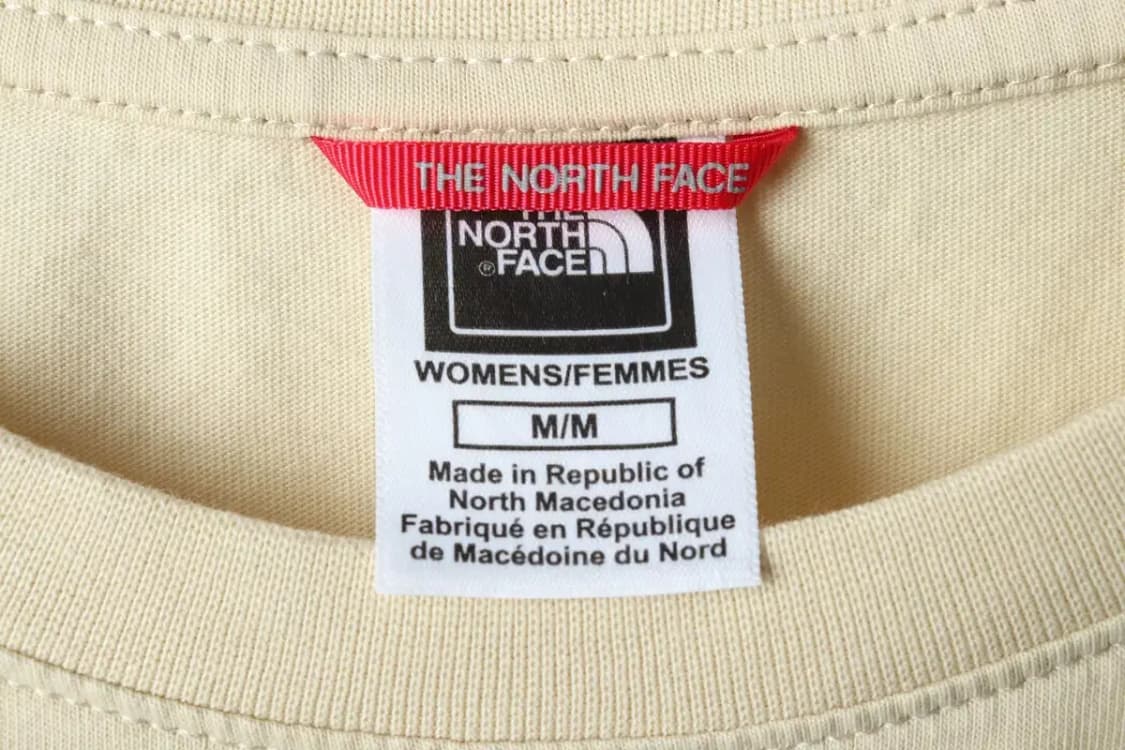 THE NORTH FACE
THE
NORTH
®FACE
WOMENS/FEMMES
M/M
Made in Republic of
North Macedonia
Fabriqué en République
de Macédoine du Nord